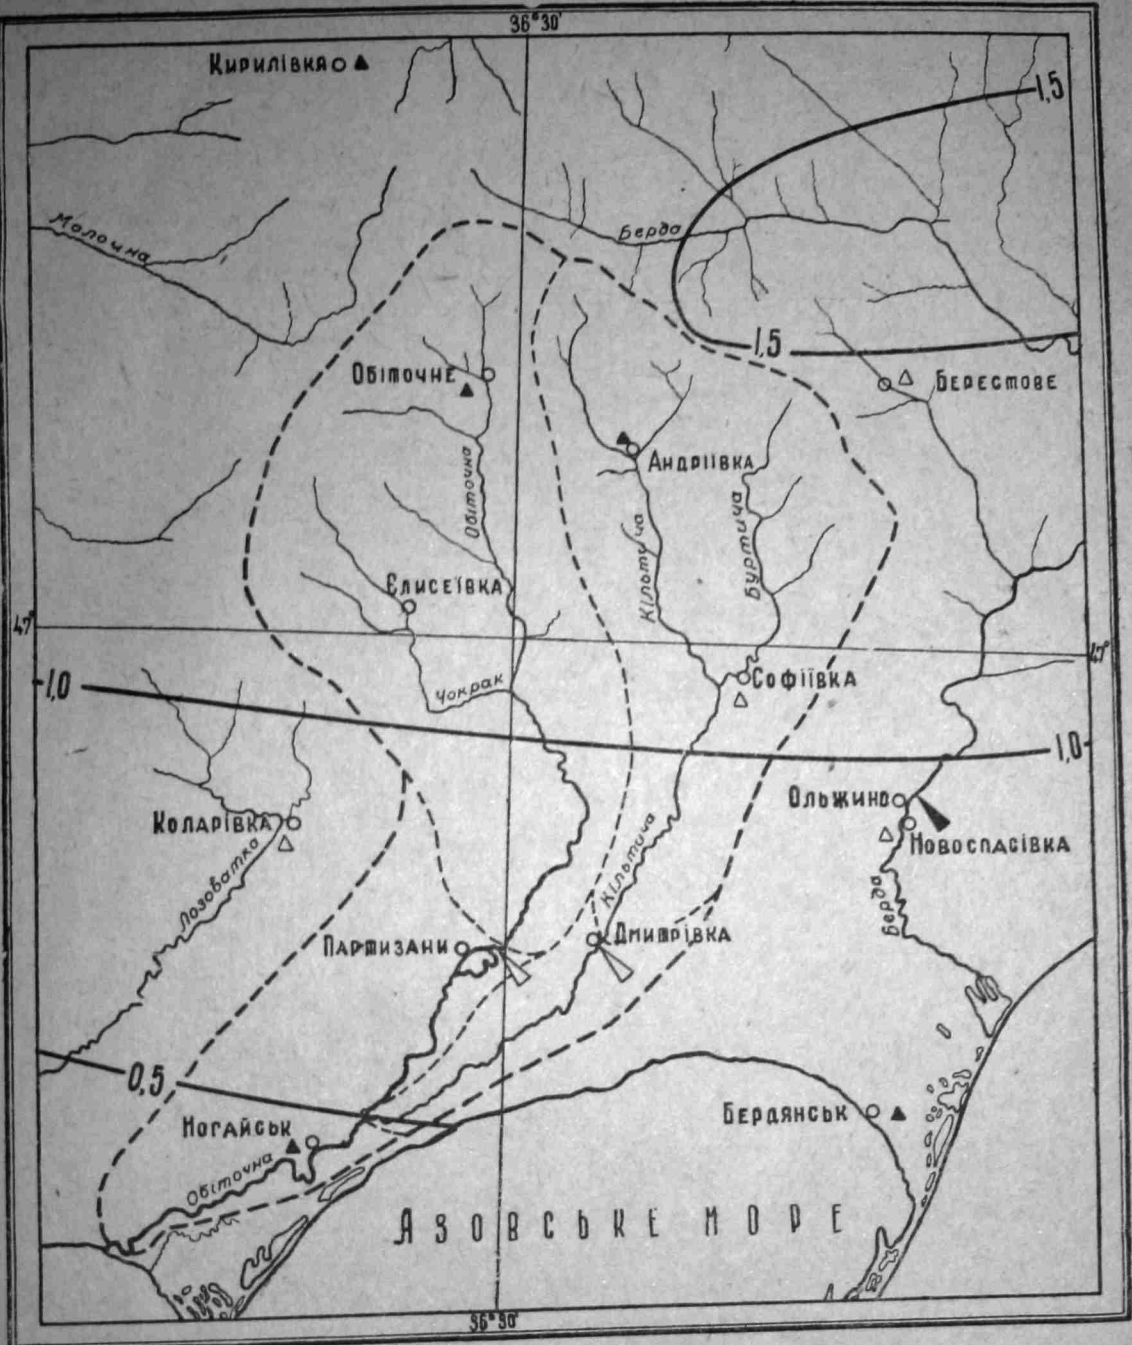 36°30'
Кирилівка
1,5
Молочна
Берда
1,5
Обіточне
Берестове
Андріївка
Обіточна
Кільтича
Буртича
Єлисеївка
47°
47°
Софіївка
1,0
Чокрак
1,0
Ольжино
Коларівка
Новоспасівка
Лозоватка
Кільтича
Берда
Партизани
Дмитрівка
0,5
Ногайськ
Бердянськ
Обіточна
Азовське море
36°30'